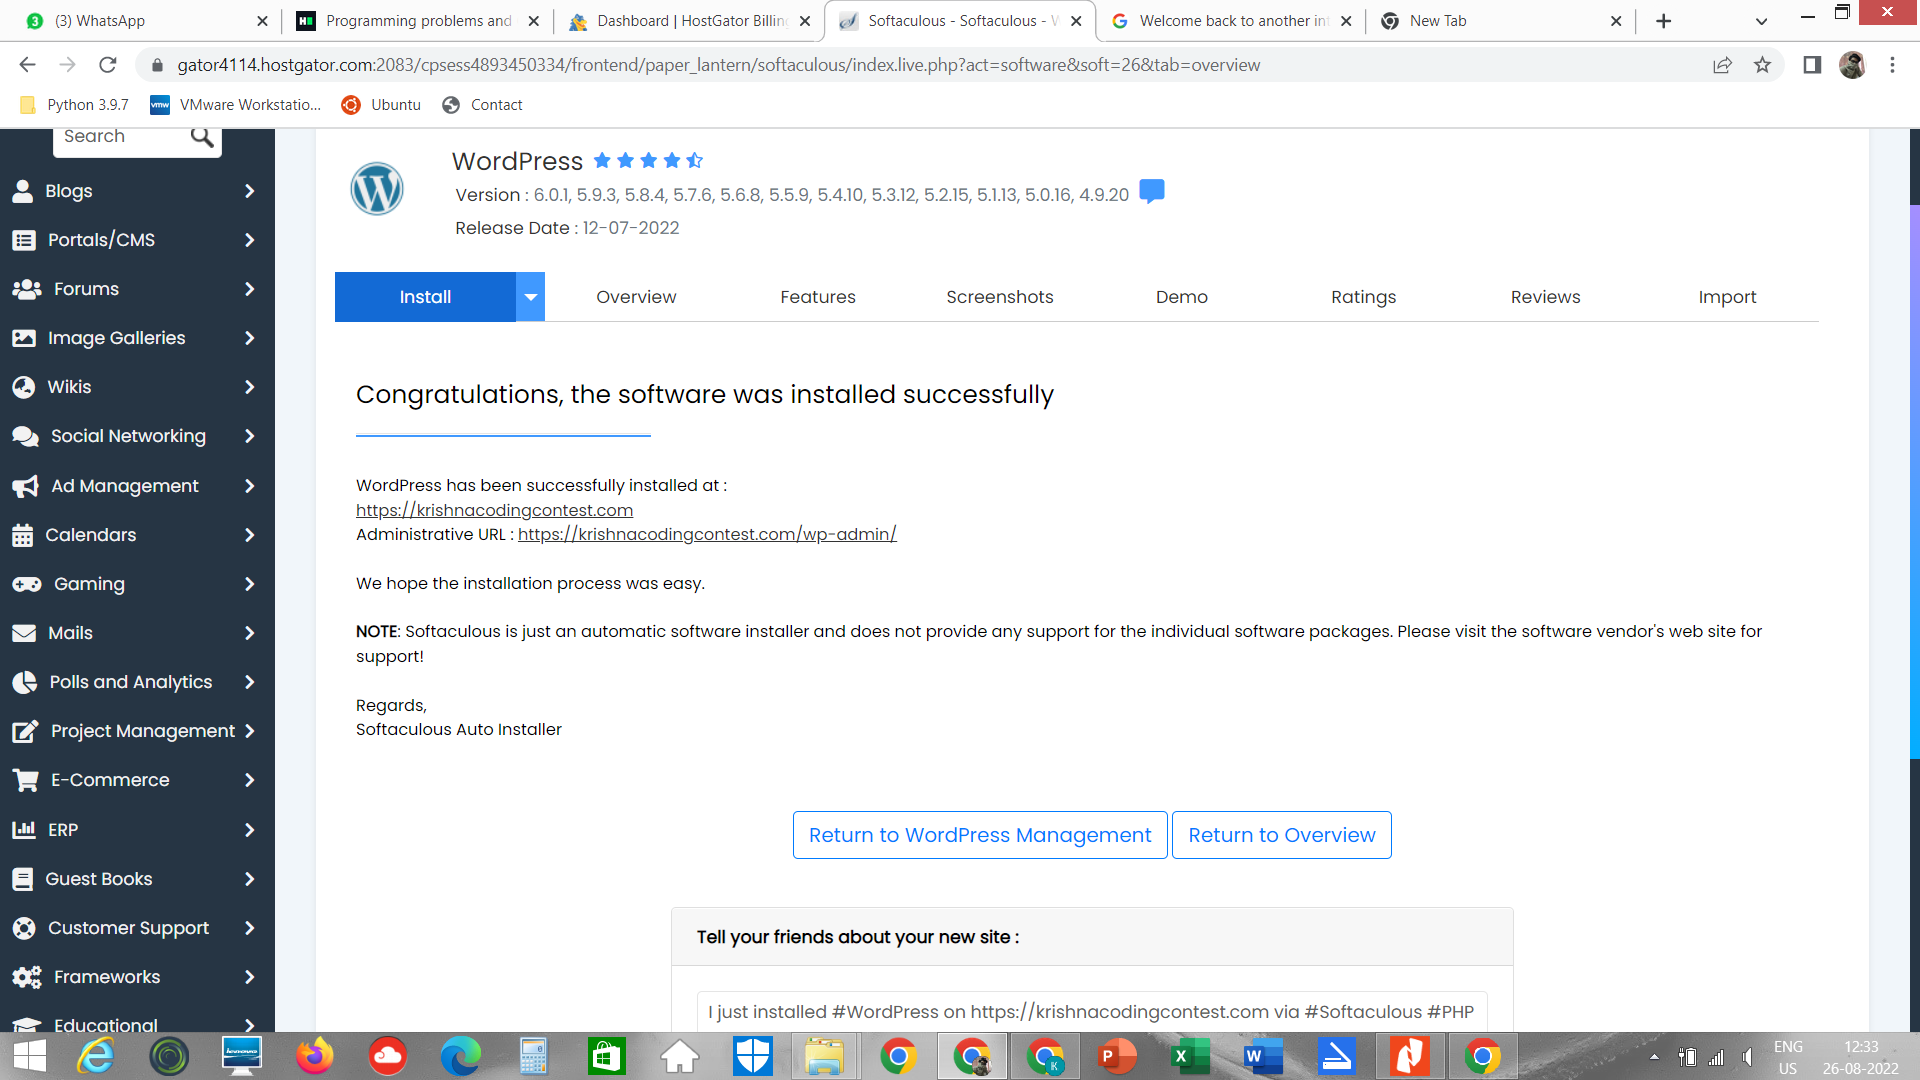 (3) WhatsApp
Programming problems and
Dashboard | HostGator Billin
Softaculous - Softaculous - W
Welcome back to another in
New Tab
gator4114.hostgator.com:2083/cpsess4893450334/frontend/paper_lantern/softaculous/index.live.php?act=software&soft=26&tab=overview
Python 3.9.7
VMware Workstatio...
Ubuntu
Contact
Search
Blogs
Portals/CMS
Forums
Image Galleries
Wikis
Social Networking
Ad Management
Calendars
Gaming
Mails
Polls and Analytics
Project Management
E-Commerce
ERP
Guest Books
Customer Support
Frameworks
Educational
WordPress
Version : 6.0.1, 5.9.3, 5.8.4, 5.7.6, 5.6.8, 5.5.9, 5.4.10, 5.3.12, 5.2.15, 5.1.13, 5.0.16, 4.9.20
Release Date : 12-07-2022
Install
Overview
Features
Screenshots
Demo
Ratings
Reviews
Import
Congratulations, the software was installed successfully
WordPress has been successfully installed at :
https://krishnacodingcontest.com
Administrative URL : https://krishnacodingcontest.com/wp-admin/
We hope the installation process was easy.
NOTE: Softaculous is just an automatic software installer and does not provide any support for the individual software packages. Please visit the software vendor's web site for
support!
Regards,
Softaculous Auto Installer
Return to WordPress Management
Return to Overview
Tell your friends about your new site :
I just installed #WordPress on https://krishnacodingcontest.com via #Softaculous #PHP
ENG
US
12:33
26-08-2022